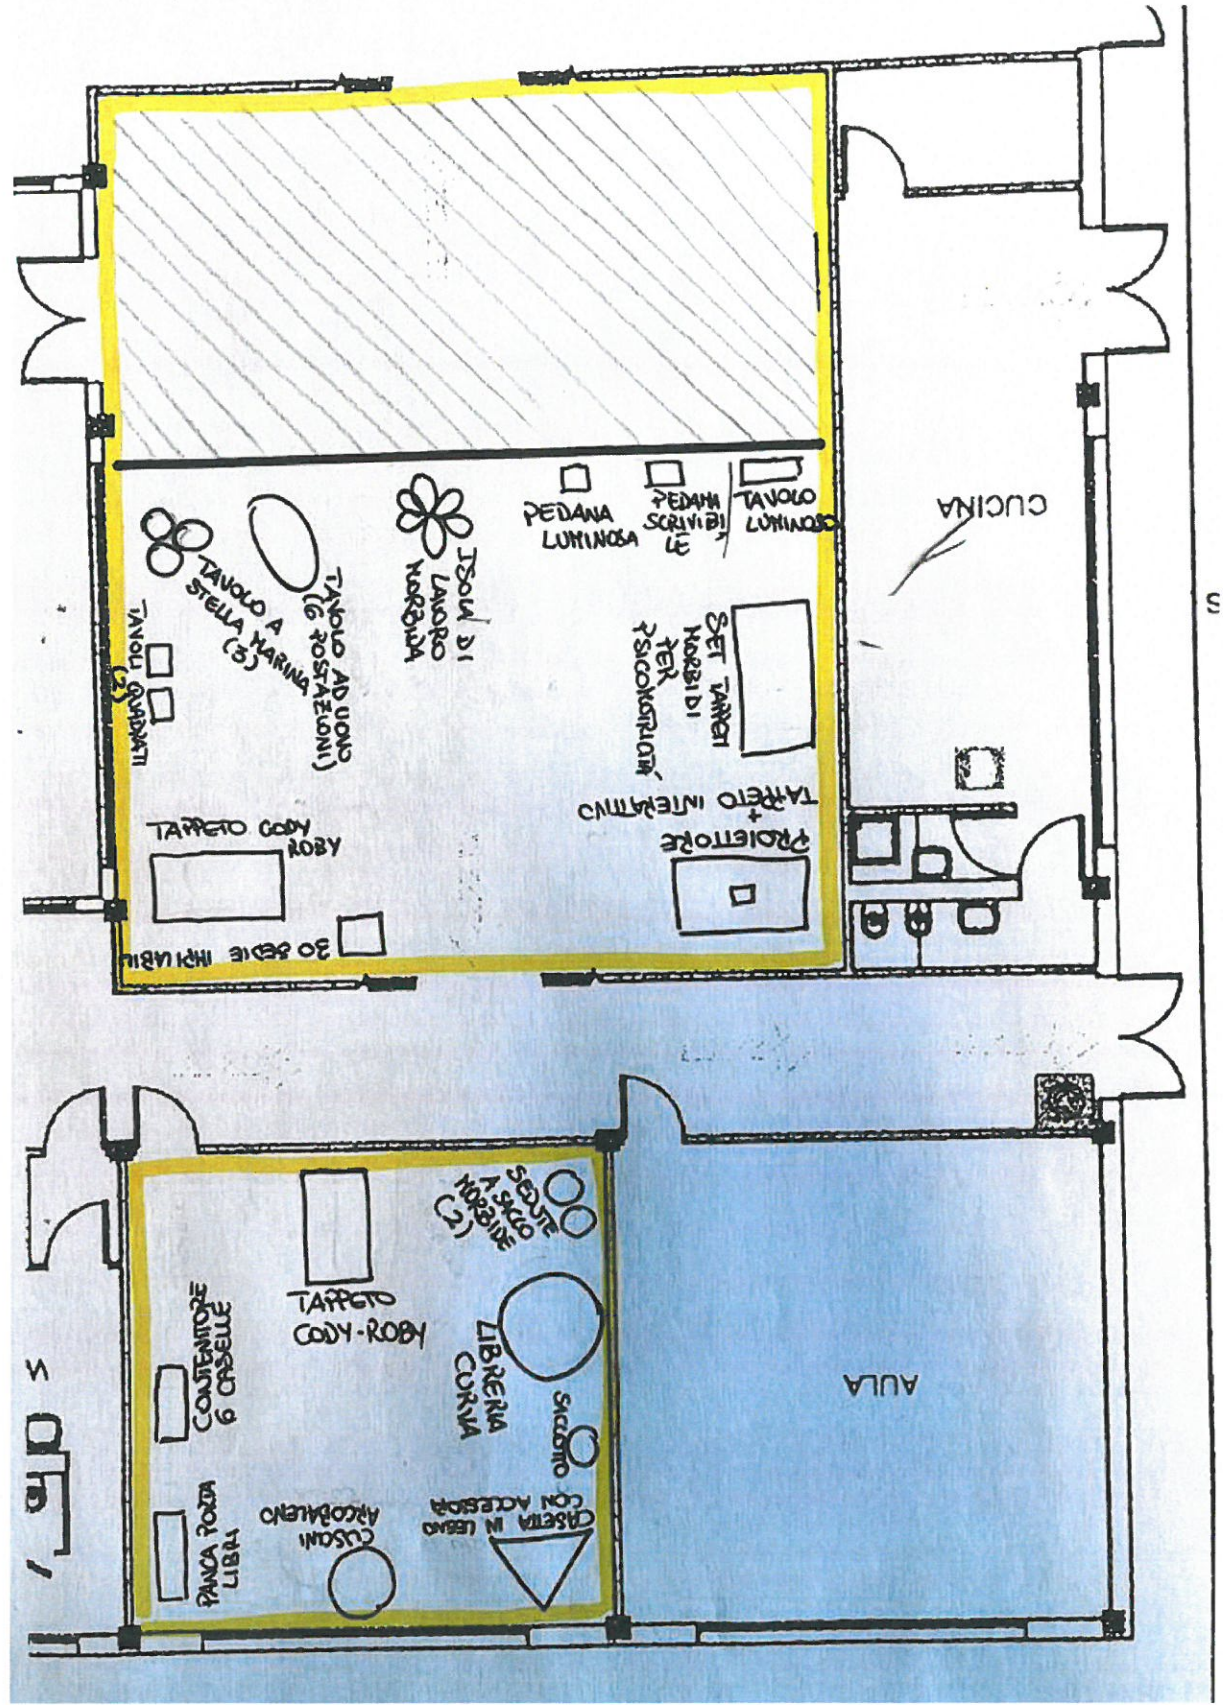 PEDANA
LUMINOSA
PEDANA
SCRIVIBI
LE
TAVOLO
LUMINOSO
CUCINA
S
TAVOLO A
STELLA MARINA
(3)
TAVOLO AD UOVO
(6 POSTAZIONI)
ISOLA DI
LAVORO
MORBIDA
TAVOLI QUADRATI
(2)
SET TAPPETI
MORBIDI
PER
PSICOMOTRICITÀ
PROIETTORE
+
TAPPETO INTERATTIVO
TAPPETO CODY
ROBY
30 SEDIE IMPILABILI
SEDUTE
A SACCO
MORBIDE
(2)
TAPPETO
CODY-ROBY
CONTENITORE
6 CASELLE
LIBRERIA
CURVA
SACCOTTO
AULA
PANCA PORTA
LIBRI
CUSCINI
ARCOBALENO
CASETTA IN LEGNO
CON ACCESSORI